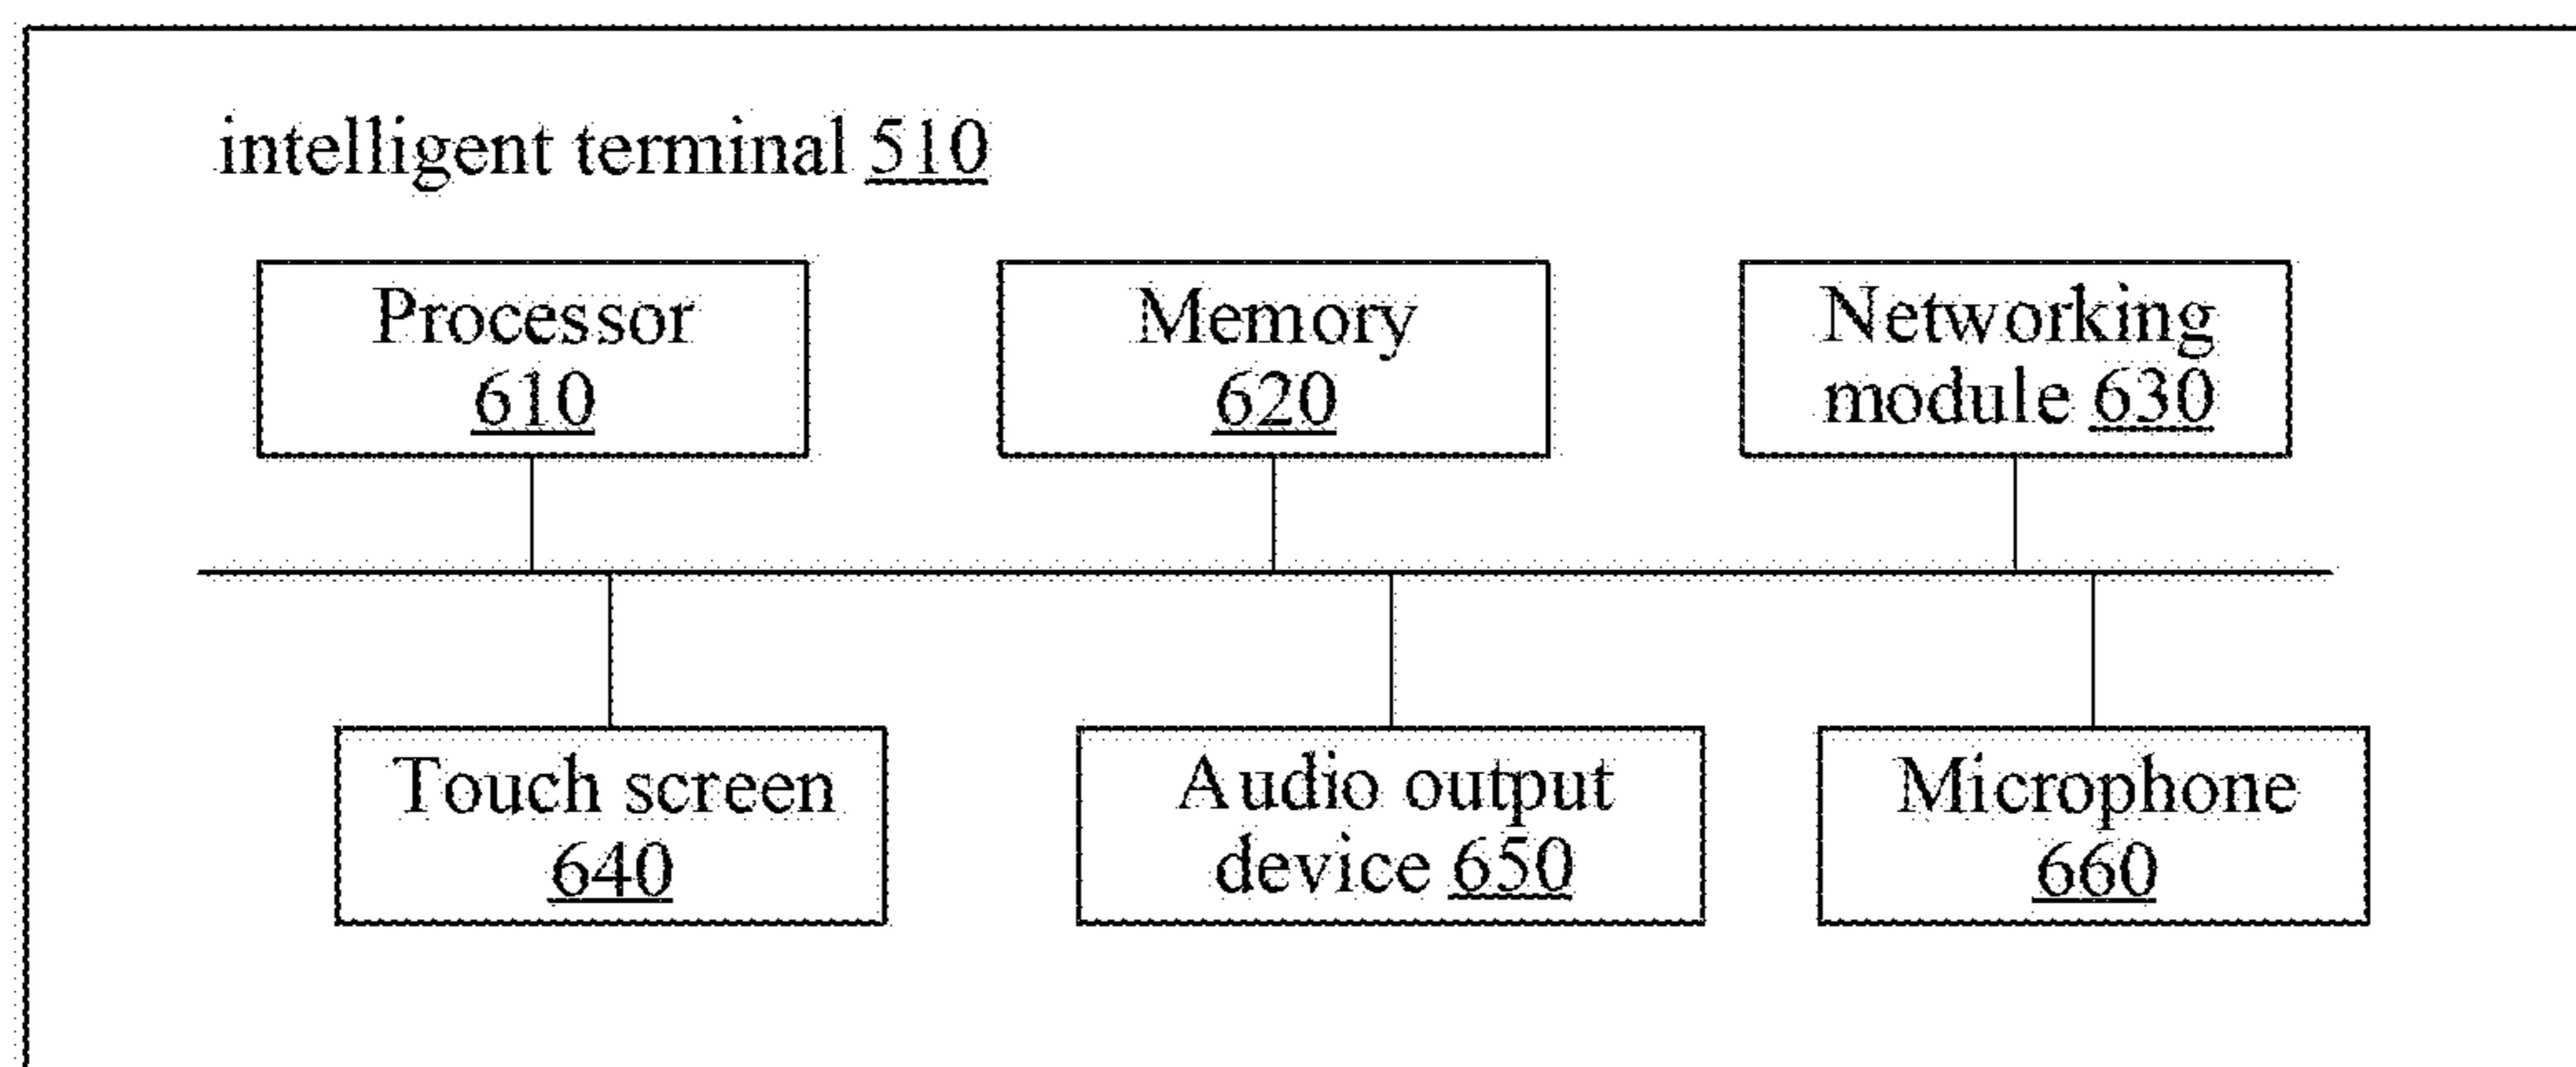 intelligent terminal 510
Processor
610
Memory
620
Networking
module 630
Touch screen
640
Audio output
device 650
Microphone
660